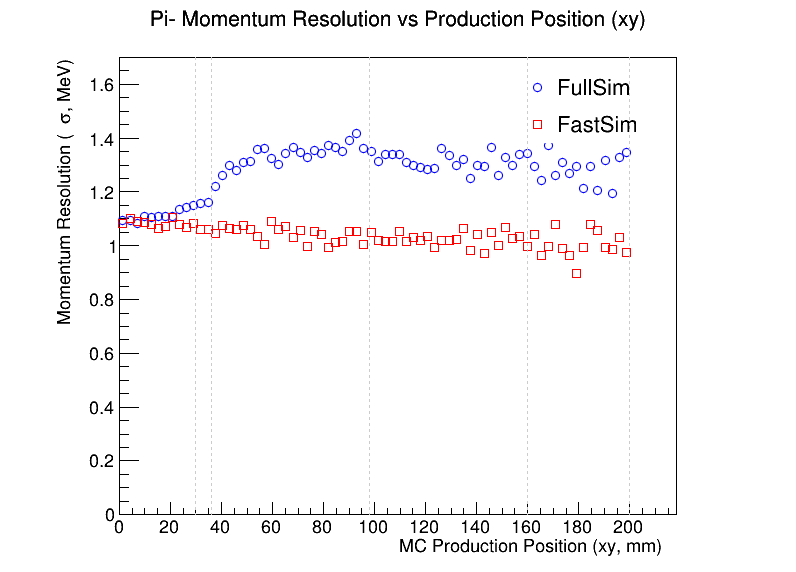 Pi- Momentum Resolution vs Production Position (xy)
Momentum Resolution ( σ, MeV)
1.6
1.4
1.2
1
0.8
0.6
0.4
0.2
0
FullSim
FastSim
0 20 40 60 80 100 120 140 160 180 200
MC Production Position (xy, mm)